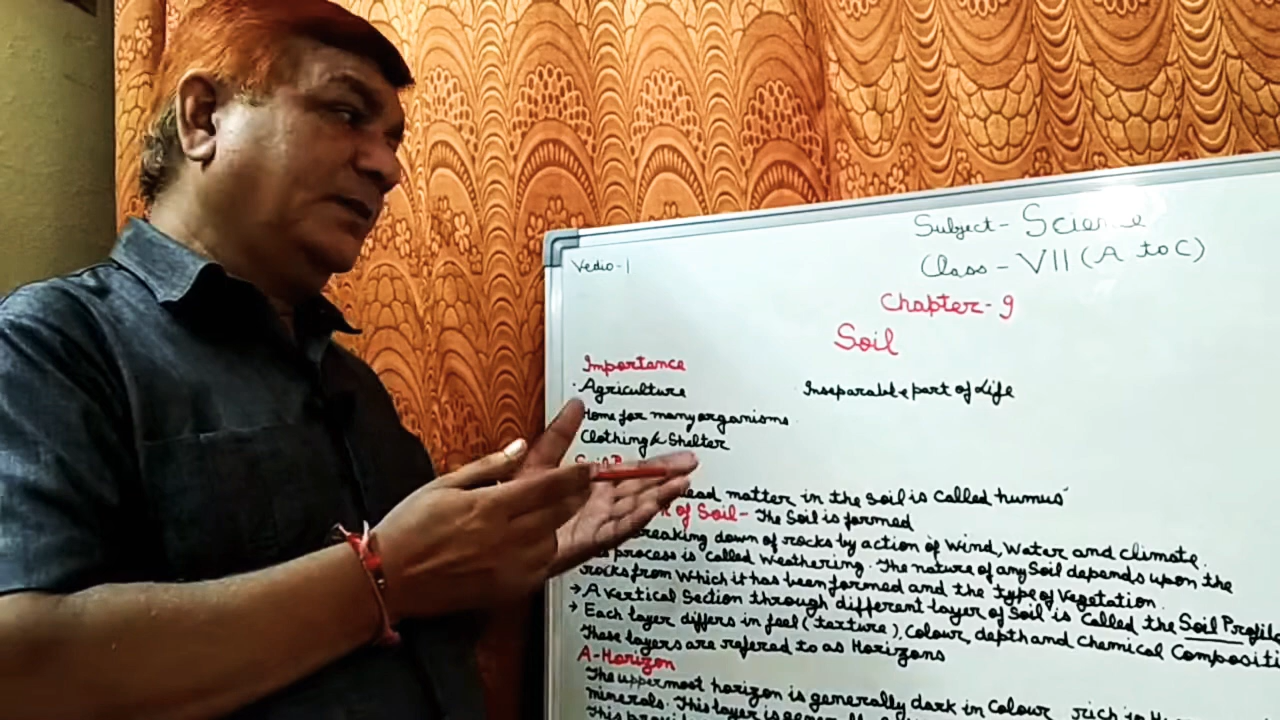 Subject- Science
Class - VII (A to C)
Vedio-1
Chapter-9
Soil
Importance
Agriculture
Inseparable part of Life
Home for many organisms
Clothing & Shelter
dead matter in the soil is called humus
of Soil- The Soil is formed
breaking down of rocks by action of wind, Water and climate.
process is called Weathering. The nature of any Soil depends upon the
rocks from Which it has been formed and the type of Vegetation.
→ A vertical Section through different layer of Soil is called the Soil Profile
→ Each layer differs in feel (texture), Colour, depth and chemical Compositi
These layers are refered to as Horizons
A-Horizon
The uppermost horizon is generally dark in Colour rich in
minerals. This layer is
This